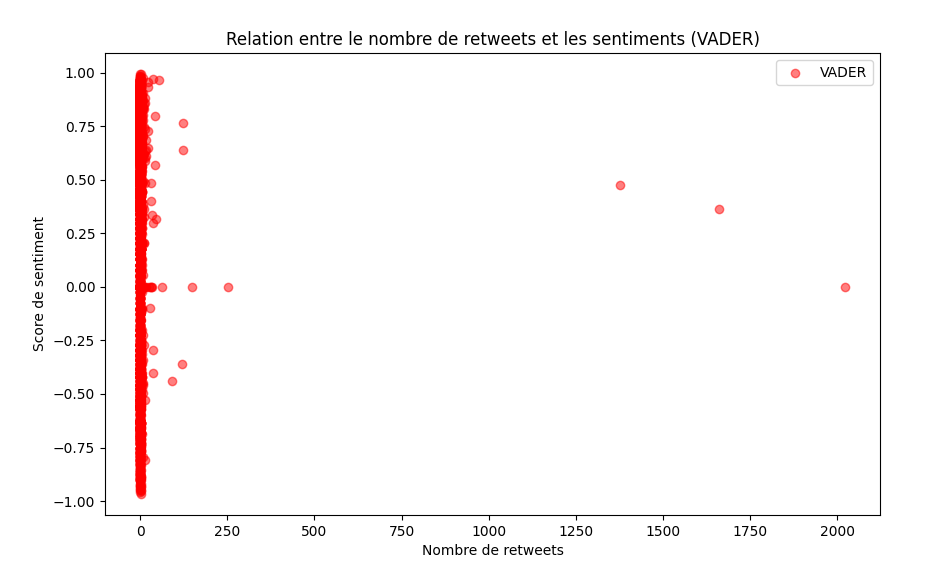 Relation entre le nombre de retweets et les sentiments (VADER)
VADER
1.00
0.75
0.50
0.25
0.00
−0.25
−0.50
−0.75
−1.00
Score de sentiment
0 250 500 750 1000 1250 1500 1750 2000
Nombre de retweets